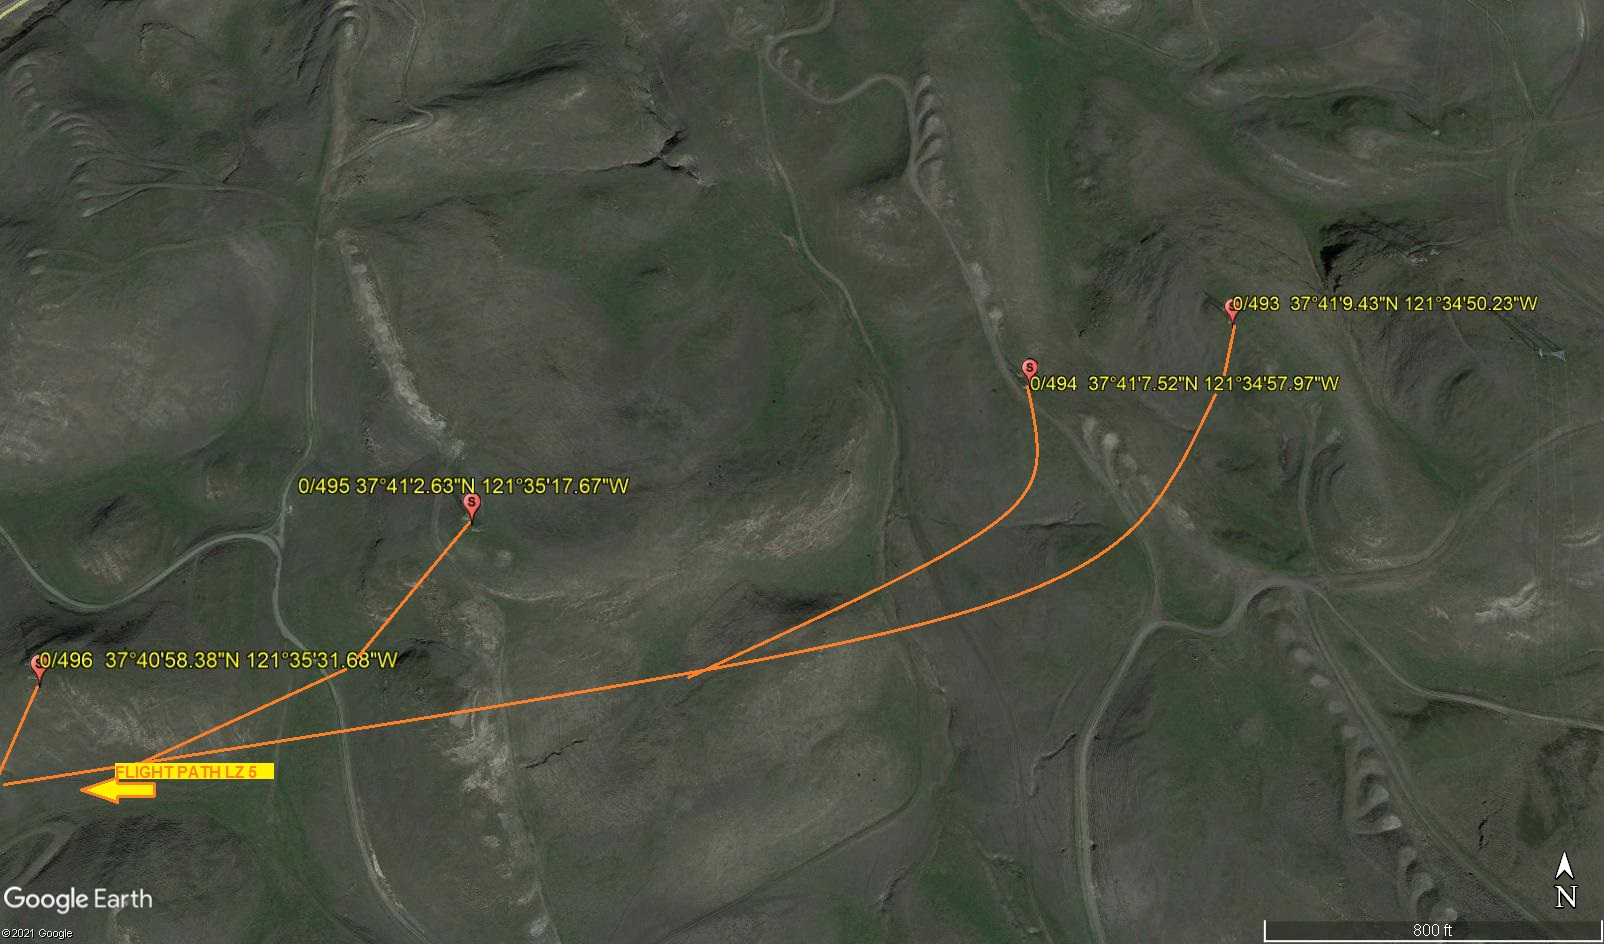 0/493  37°41'9.43"N 121°34'50.23"W
S
0/494  37°41'7.52"N 121°34'57.97"W
0/495 37°41'2.63"N 121°35'17.67"W
S
0/496  37°40'58.38"N 121°35'31.68"W
FLIGHT PATH LZ 5
Google Earth
N
©2021 Google
800 ft